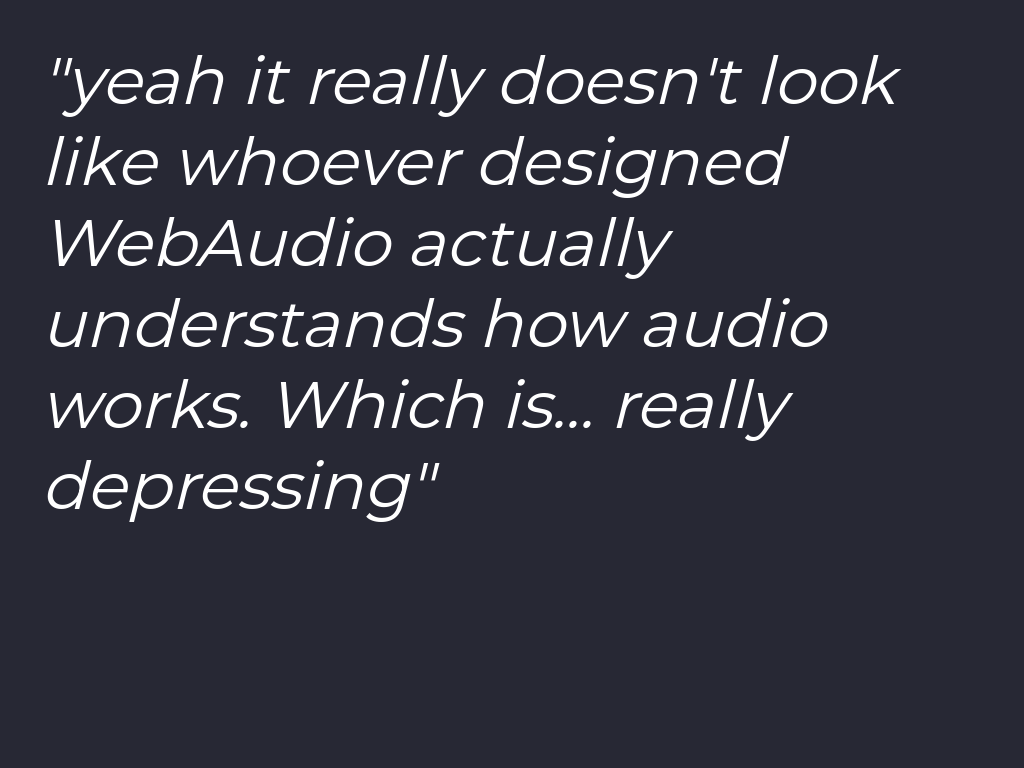 "yeah it really doesn't look
like whoever designed
WebAudio actually
understands how audio
works. Which is... really
depressing"